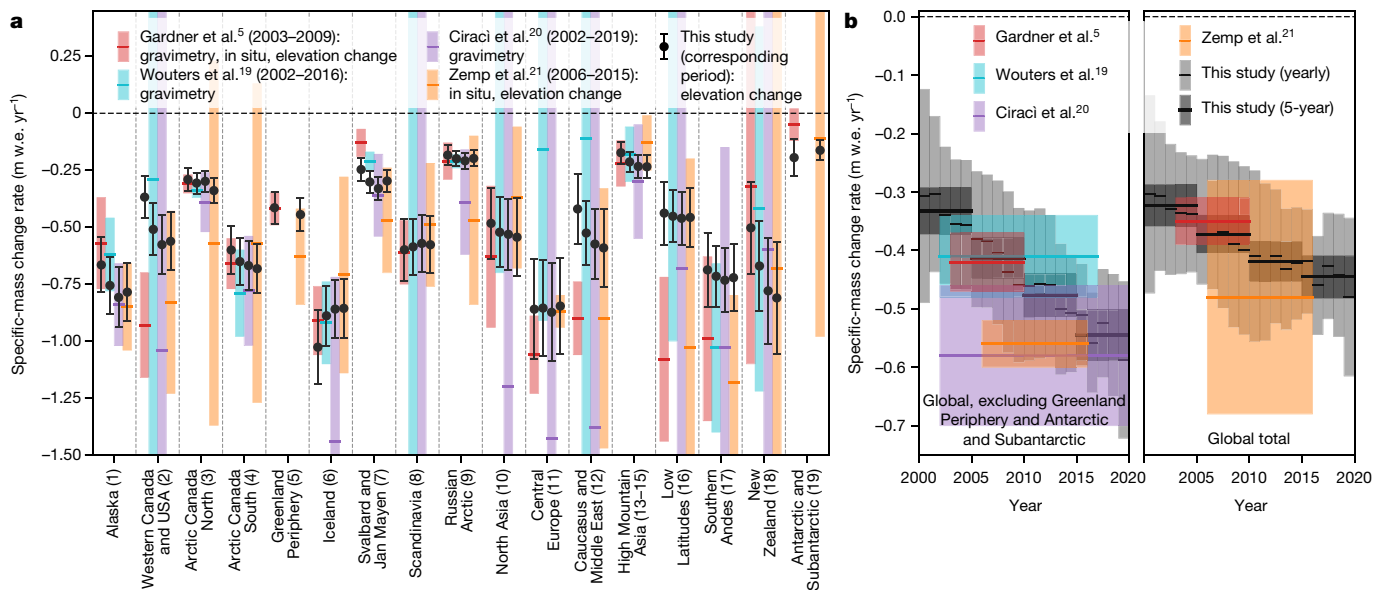 a
Specific-mass change rate (m w.e. yr⁻¹)
0.25
0
−0.25
−0.50
−0.75
−1.00
−1.25
−1.50
Gardner et al.⁵ (2003–2009):
gravimetry, in situ, elevation change
Wouters et al.¹⁹ (2002–2016):
gravimetry
Ciracì et al.²⁰ (2002–2019):
gravimetry
Zemp et al.²¹ (2006–2015):
in situ, elevation change
This study
(corresponding
period):
elevation change
Alaska (1)
Western Canada
and USA (2)
Arctic Canada
North (3)
Arctic Canada
South (4)
Greenland
Periphery (5)
Iceland (6)
Svalbard and
Jan Mayen (7)
Scandinavia (8)
Russian
Arctic (9)
North Asia (10)
Central
Europe (11)
Caucasus and
Middle East (12)
High Mountain
Asia (13–15)
Low
Latitudes (16)
Southern
Andes (17)
New
Zealand (18)
Antarctic and
Subantarctic (19)
b
Specific-mass change rate (m w.e. yr⁻¹)
0.0
−0.1
−0.2
−0.3
−0.4
−0.5
−0.6
−0.7
Gardner et al.⁵
Wouters et al.¹⁹
Ciracì et al.²⁰
Global, excluding Greenland
Periphery and Antarctic
and Subantarctic
2000
2005
2010
2015
2020
Year
Zemp et al.²¹
This study (yearly)
This study (5-year)
Global total
2000
2005
2010
2015
2020
Year